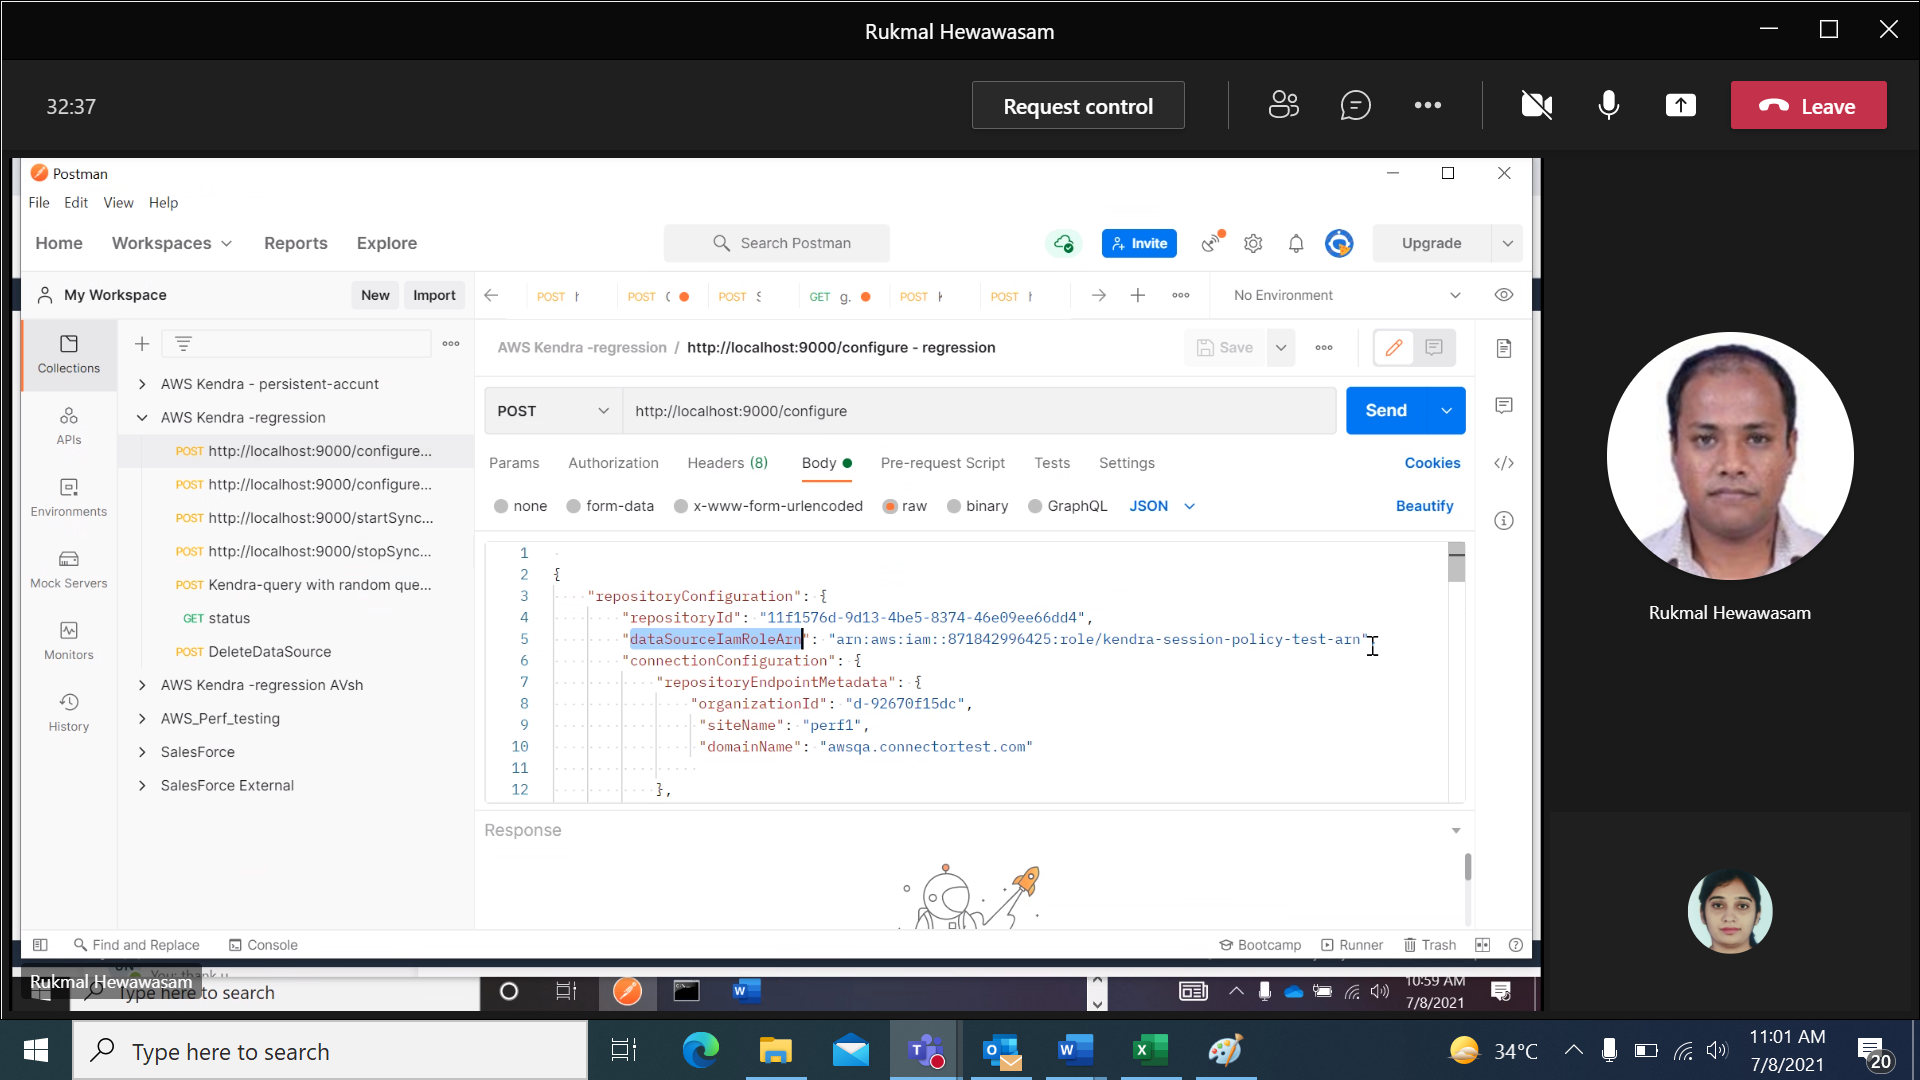 Rukmal Hewawasam
32:37
Request control
Leave
Postman
File Edit View Help
Home Workspaces Reports Explore
Search Postman
Invite
Upgrade
My Workspace
New Import
POST POST POST GET g. POST POST
No Environment
Collections
APIs
Environments
Mock Servers
Monitors
History
AWS Kendra - persistent-accunt
AWS Kendra -regression
POST http://localhost:9000/configure...
POST http://localhost:9000/configure...
POST http://localhost:9000/startSync...
POST http://localhost:9000/stopSync...
POST Kendra-query with random que...
GET status
POST DeleteDataSource
AWS Kendra -regression AVsh
AWS_Perf_testing
SalesForce
SalesForce External
AWS Kendra -regression / http://localhost:9000/configure - regression
Save
POST http://localhost:9000/configure
Send
Params Authorization Headers (8) Body Pre-request Script Tests Settings
Cookies
none form-data x-www-form-urlencoded raw binary GraphQL JSON
Beautify
1
2 {
3 "repositoryConfiguration": {
4 "repositoryId": "11f1576d-9d13-4be5-8374-46e09ee66dd4",
5 "dataSourceIamRoleArn": "arn:aws:iam::871842996425:role/kendra-session-policy-test-arn"
6 "connectionConfiguration": {
7 "repositoryEndpointMetadata": {
8 "organizationId": "d-92670f15dc",
9 "siteName": "perf1",
10 "domainName": "awsqa.connectortest.com"
11
12 },
Response
Find and Replace Console
Bootcamp Runner Trash
Rukmal Hewawasam
Type here to search
10:59 AM
7/8/2021
Rukmal Hewawasam
Type here to search
34°C
11:01 AM
7/8/2021
20